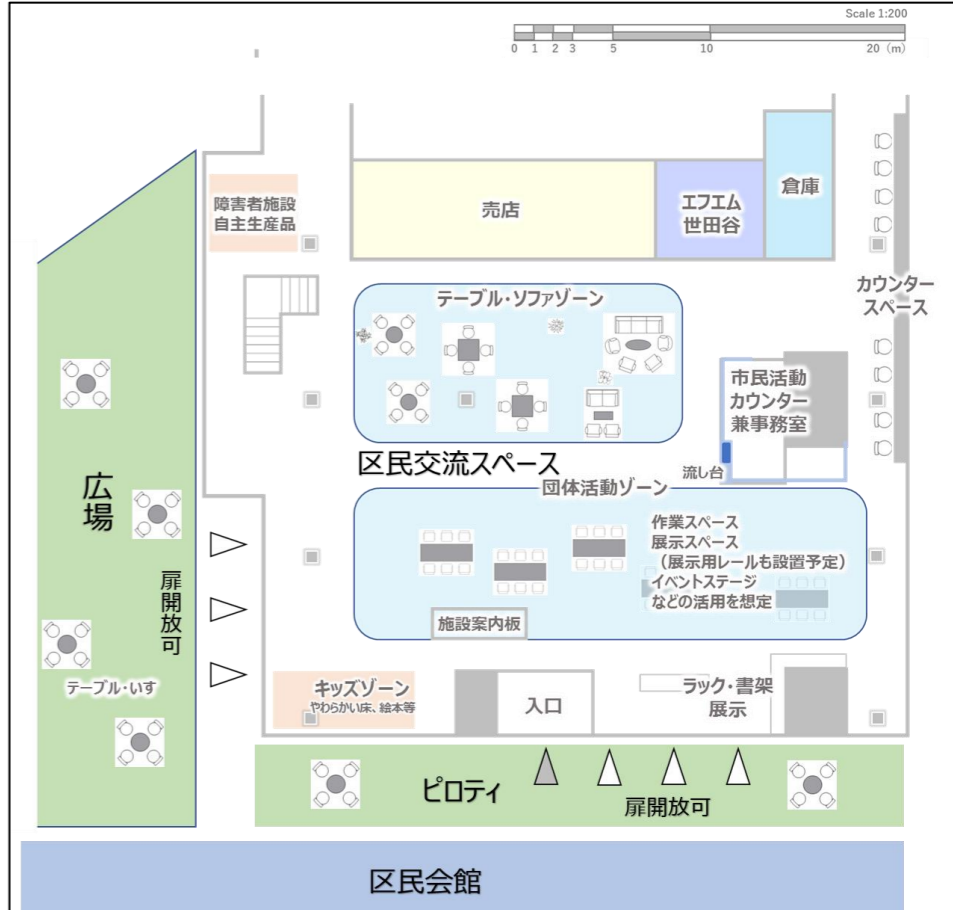 Scale 1:200
0 1 2 3 5 10 20 (m)
障害者施設
自主生産品
売店
エフエム
世田谷
倉庫
カウンター
スペース
テーブル・ソファゾーン
市民活動
カウンター
兼事務室
流し台
区民交流スペース
団体活動ゾーン
作業スペース
展示スペース
（展示用レールも設置予定）
イベントステージ
などの活用を想定
施設案内板
広場
扉開放可
テーブル・いす
キッズゾーン
やわらかい床、絵本等
入口
ラック・書架
展示
ピロティ
扉開放可
区民会館